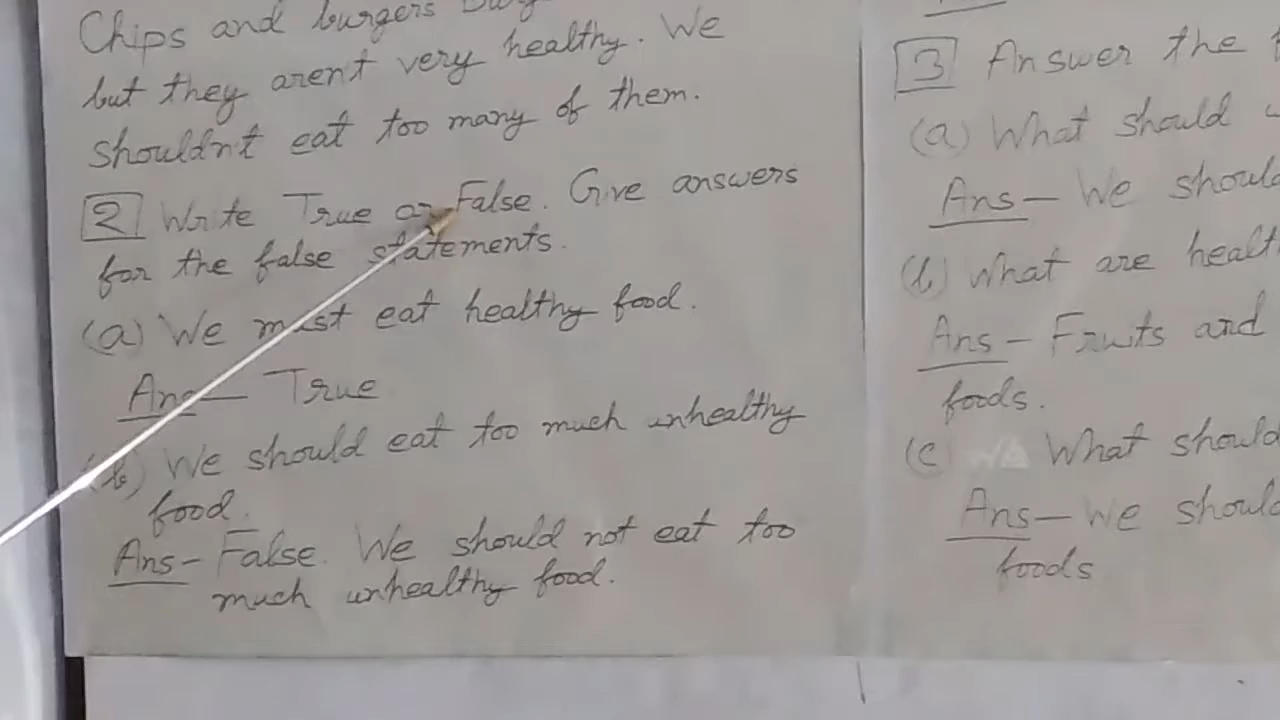 Chips and burgers
but they aren't very healthy. We
shouldn't eat too many of them.
2 Write True or False. Give answers
for the false statements.
(a) We must eat healthy food.
Ans— True
(b) We should eat too much unhealthy
food.
Ans- False. We should not eat too
much unhealthy food.
3 Answer the
(a) What should
Ans— We should
(b) What are
Ans- Fruits and
foods.
(c) What should
Ans— We should
foods